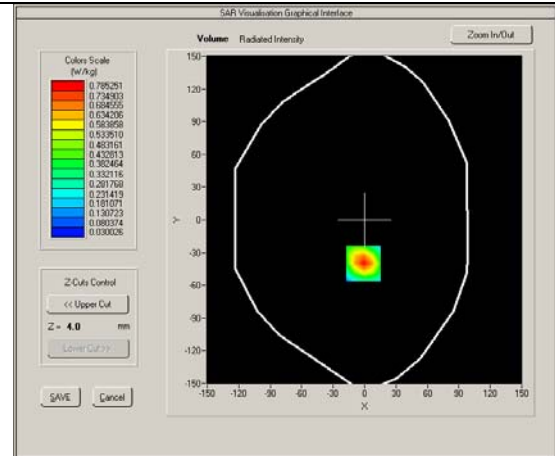 SAR Visualisation Graphical Interface
Volume Radiated Intensity
Zoom In/Out
Colors Scale
(W/kg)
0.785251
0.734903
0.684555
0.634206
0.583858
0.533510
0.483161
0.432813
0.382464
0.332116
0.281768
0.231419
0.181071
0.130723
0.080374
0.030026
Z-Cuts Control
<< Upper Cut
Z = 4.0 mm
Lower Cut >>
SAVE Cancel
150
120
90
60
30
0
-30
-60
-90
-120
-150
Y
-150 -120 -90 -60 -30 0 30 60 90 120 150
X